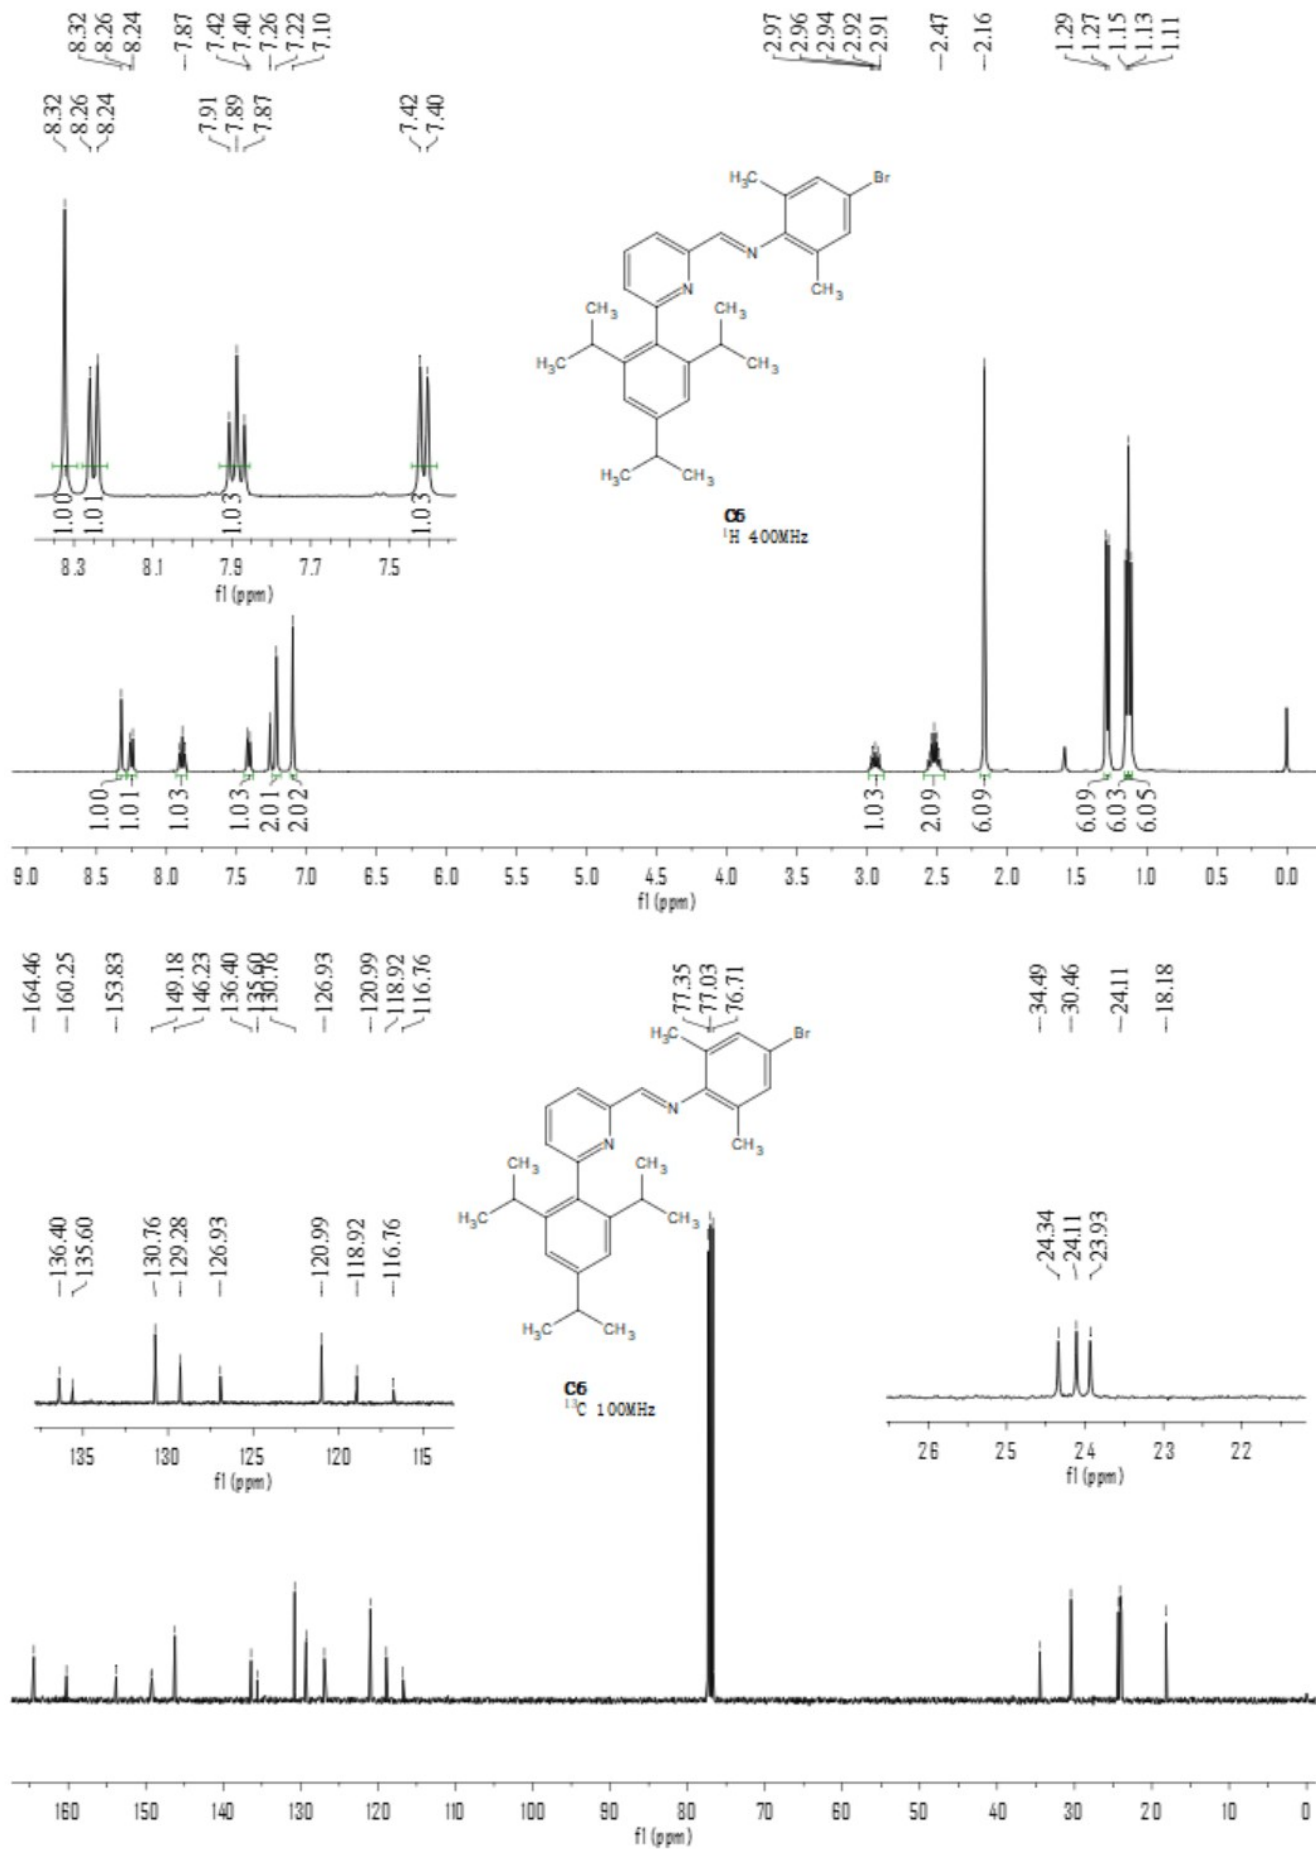 8.32
8.26
8.24
7.87
7.42
7.40
7.26
7.22
7.10
2.97
2.96
2.94
2.92
2.91
2.47
2.16
1.29
1.27
1.15
1.13
1.11
8.32
8.26
8.24
7.91
7.89
7.87
7.42
7.40
H₃C
Br
N
N
CH₃
CH₃
CH₃
H₃C
CH₃
H₃C
CH₃
¹H 400MHz
1.00
1.01
1.03
1.03
8.3 8.1 7.9 7.7 7.5
f1 (ppm)
1.00
1.01
1.03
1.03
2.01
2.02
1.03
2.09
6.09
6.09
6.03
6.05
9.0 8.5 8.0 7.5 7.0 6.5 6.0 5.5 5.0 4.5 4.0 3.5 3.0 2.5 2.0 1.5 1.0 0.5 0.0
f1 (ppm)
164.46
160.25
153.83
149.18
146.23
136.40
135.60
130.76
126.93
120.99
118.92
116.76
77.35
77.03
76.71
34.49
30.46
24.11
18.18
H₃C
Br
N
N
CH₃
CH₃
CH₃
H₃C
CH₃
H₃C
CH₃
C6
¹³C 100MHz
136.40
135.60
130.76
129.28
126.93
120.99
118.92
116.76
135 130 125 120 115
f1 (ppm)
24.34
24.11
23.93
26 25 24 23 22
f1 (ppm)
160 150 140 130 120 110 100 90 80 70 60 50 40 30 20 10 0
f1 (ppm)